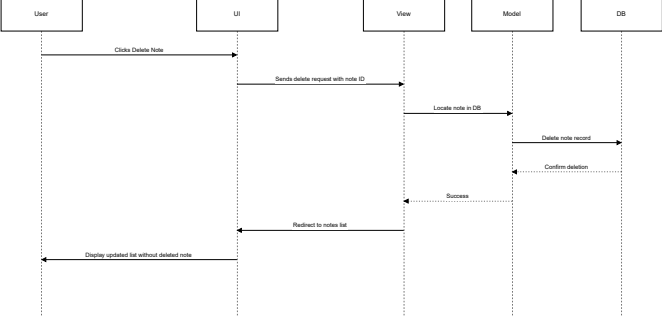 User
UI
View
Model
DB
Clicks Delete Note
Sends delete request with note ID
Locate note in DB
Delete note record
Confirm deletion
Success
Redirect to notes list
Display updated list without deleted note